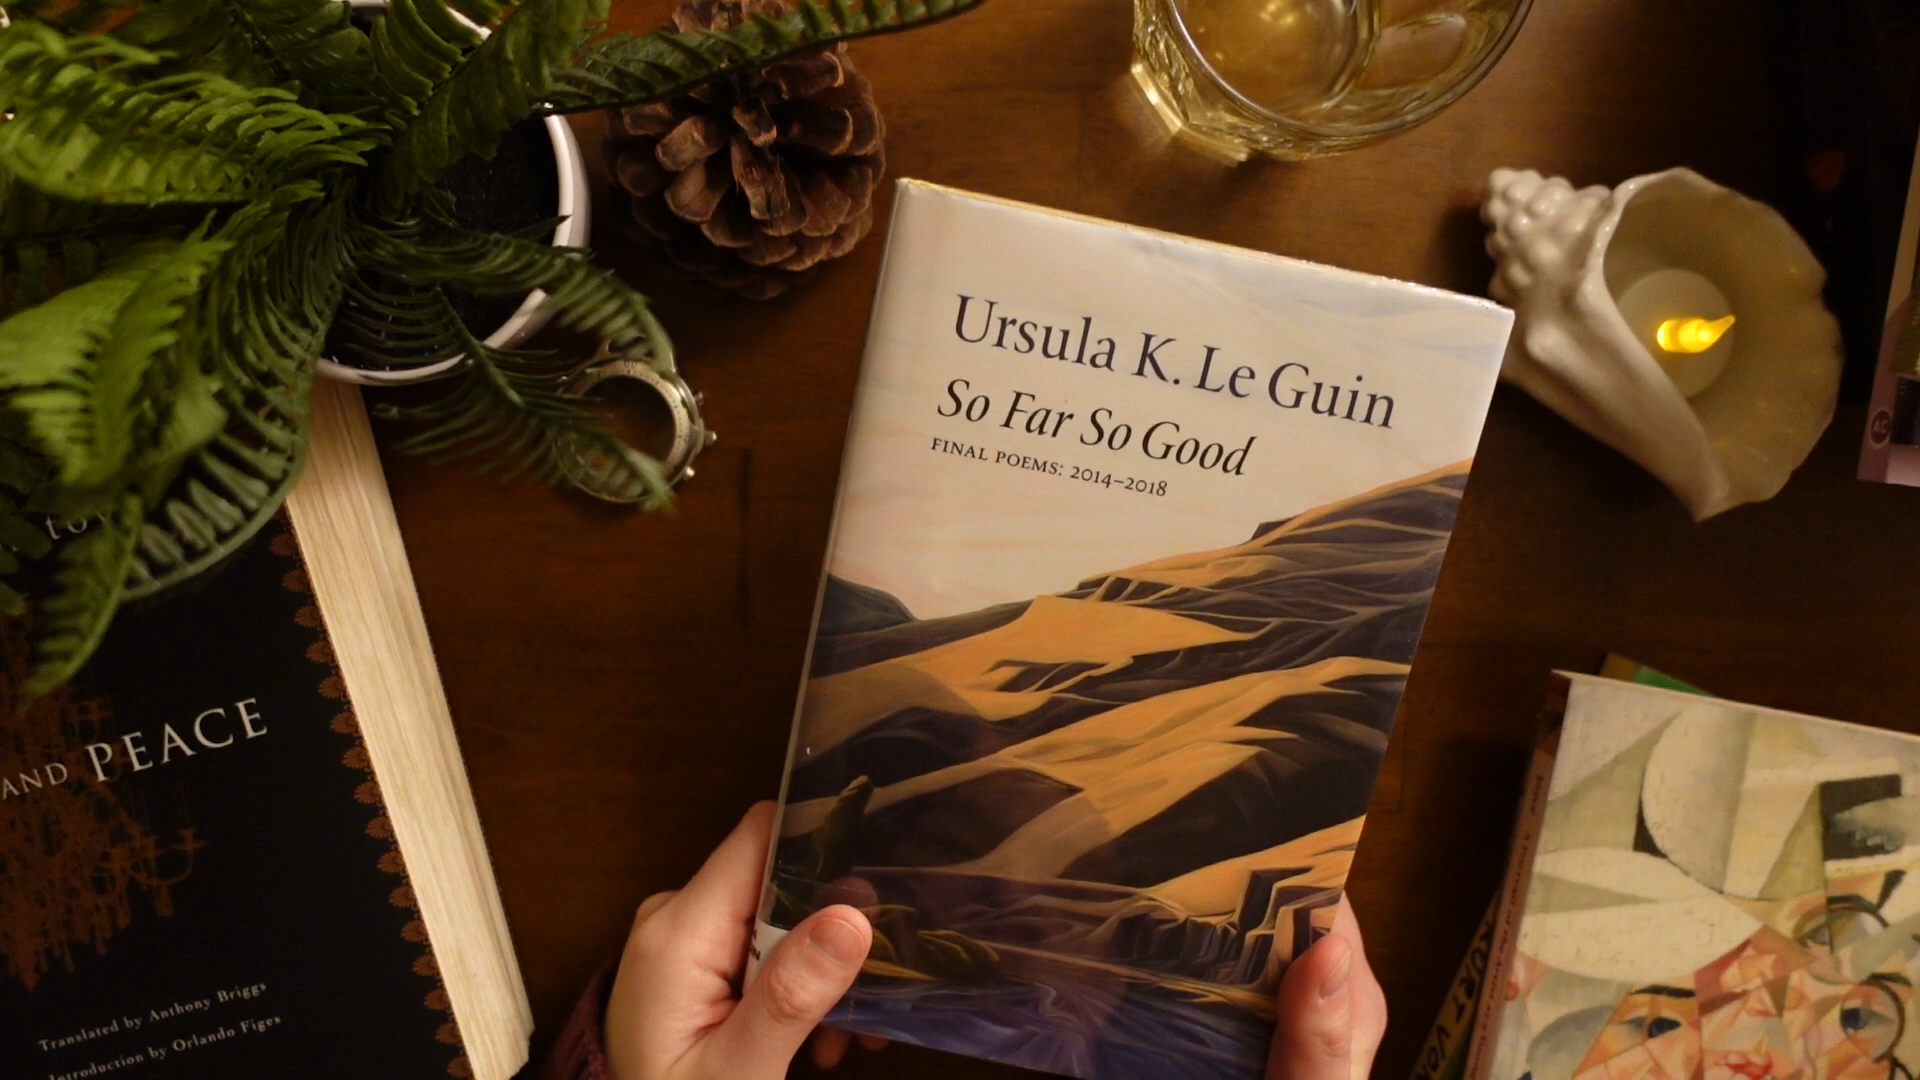 Ursula K. Le Guin
So Far So Good
FINAL POEMS: 2014–2018
AND PEACE
Translated by Anthony Briggs
Introduction by Orlando Figes